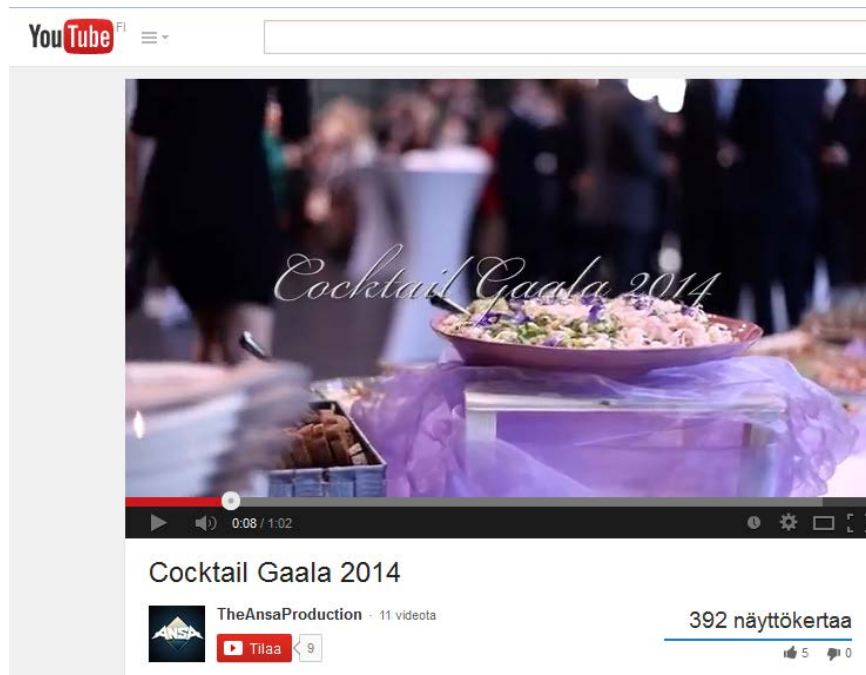 YouTube FI
Cocktail Gaala 2014
0:08 / 1:02
Cocktail Gaala 2014
ANSA
TheAnsaProduction - 11 videota
Tilaa 9
392 näyttökertaa
5 0